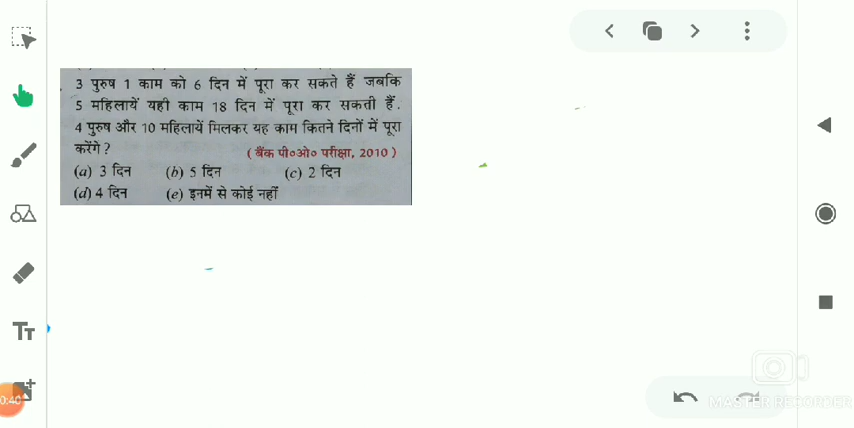 3 पुरुष 1 काम को 6 दिन में पूरा कर सकते हैं जबकि
5 महिलायें यही काम 18 दिन में पूरा कर सकती हैं.
4 पुरुष और 10 महिलायें मिलकर यह काम कितने दिनों में पूरा
करेंगे ? ( बैंक पी०ओ० परीक्षा, 2010 )
(a) 3 दिन (b) 5 दिन (c) 2 दिन
(d) 4 दिन (e) इनमें से कोई नहीं
TT
0:40
MASTER RECORDER